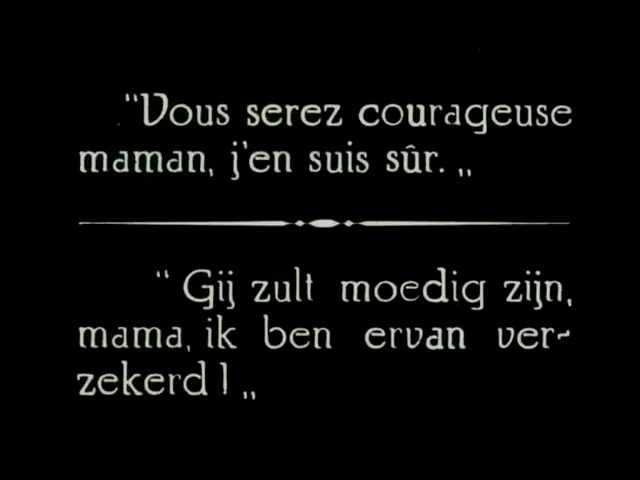 "Vous serez courageuse
maman, j'en suis sûr. „
" Gij zult moedig zijn,
mama, ik ben ervan ver-
zekerd ! „